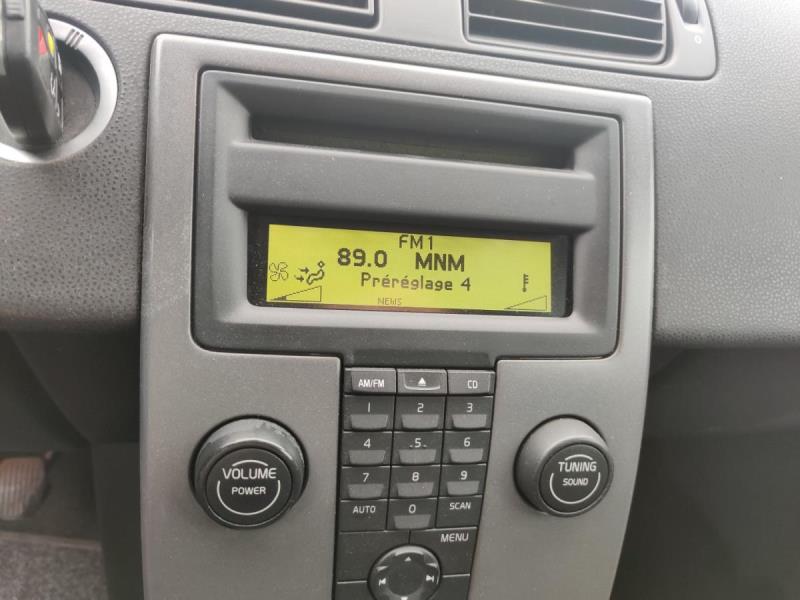 FM1
89.0 MNM
Préréglage 4
NEWS
AM/FM
CD
1 2 3
4 5 6
7 8 9
AUTO 0 SCAN
MENU
VOLUME
POWER
TUNING
SOUND